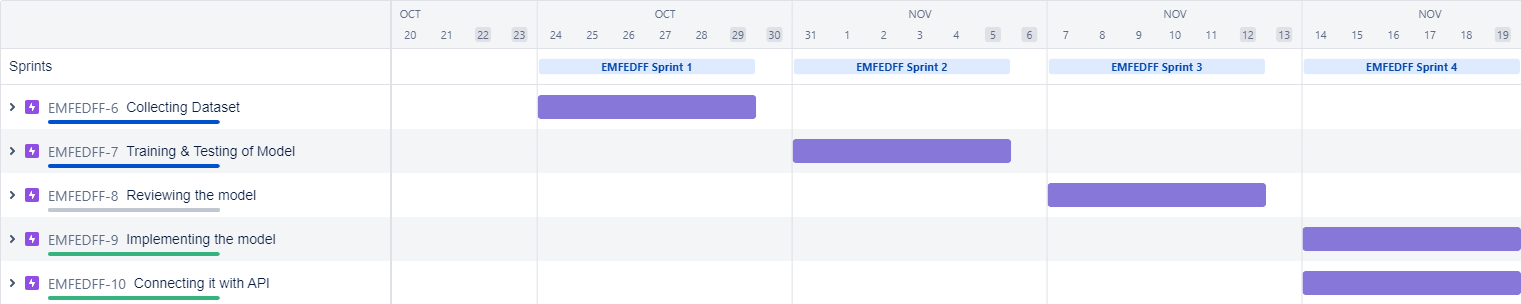 OCT OCT NOV NOV NOV
20 21 22 23 24 25 26 27 28 29 30 31 1 2 3 4 5 6 7 8 9 10 11 12 13 14 15 16 17 18 19
Sprints EMFEDFF Sprint 1 EMFEDFF Sprint 2 EMFEDFF Sprint 3 EMFEDFF Sprint 4
EMFEDFF-6 Collecting Dataset
EMFEDFF-7 Training & Testing of Model
EMFEDFF-8 Reviewing the model
EMFEDFF-9 Implementing the model
EMFEDFF-10 Connecting it with API